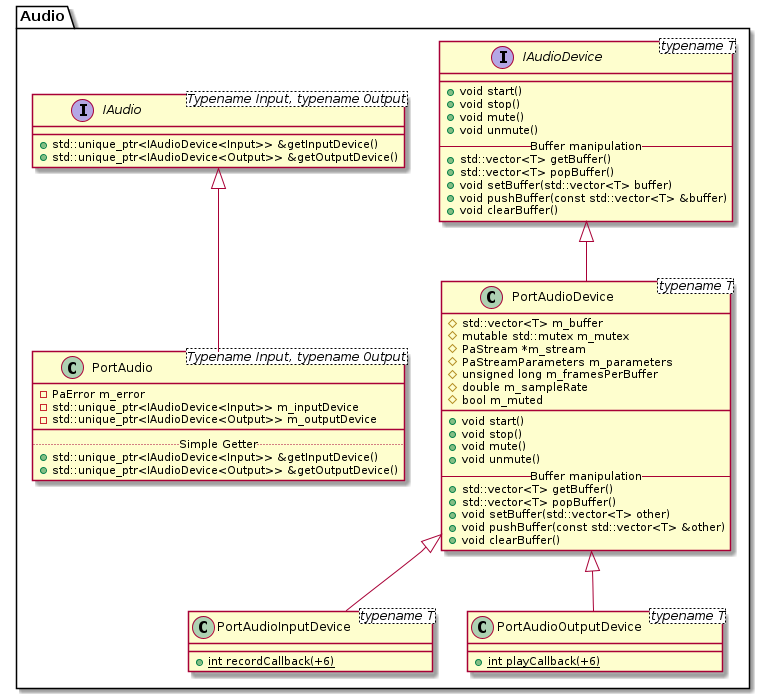 Audio
typename T
I IAudioDevice
void start()
void stop()
void mute()
void unmute()
Buffer manipulation
std::vector<T> getBuffer()
std::vector<T> popBuffer()
void setBuffer(std::vector<T> buffer)
void pushBuffer(const std::vector<T> &buffer)
void clearBuffer()
Typename Input, typename Output
I IAudio
std::unique_ptr<IAudioDevice<Input>> &getInputDevice()
std::unique_ptr<IAudioDevice<Output>> &getOutputDevice()
typename T
C PortAudioDevice
std::vector<T> m_buffer
mutable std::mutex m_mutex
PaStream *m_stream
PaStreamParameters m_parameters
unsigned long m_framesPerBuffer
double m_sampleRate
bool m_muted
void start()
void stop()
void mute()
void unmute()
Buffer manipulation
std::vector<T> getBuffer()
std::vector<T> popBuffer()
void setBuffer(std::vector<T> other)
void pushBuffer(const std::vector<T> &other)
void clearBuffer()
Typename Input, typename Output
C PortAudio
PaError m_error
std::unique_ptr<IAudioDevice<Input>> m_inputDevice
std::unique_ptr<IAudioDevice<Output>> m_outputDevice
Simple Getter
std::unique_ptr<IAudioDevice<Input>> &getInputDevice()
std::unique_ptr<IAudioDevice<Output>> &getOutputDevice()
typename T
C PortAudioInputDevice
int recordCallback(+6)
typename T
C PortAudioOutputDevice
int playCallback(+6)